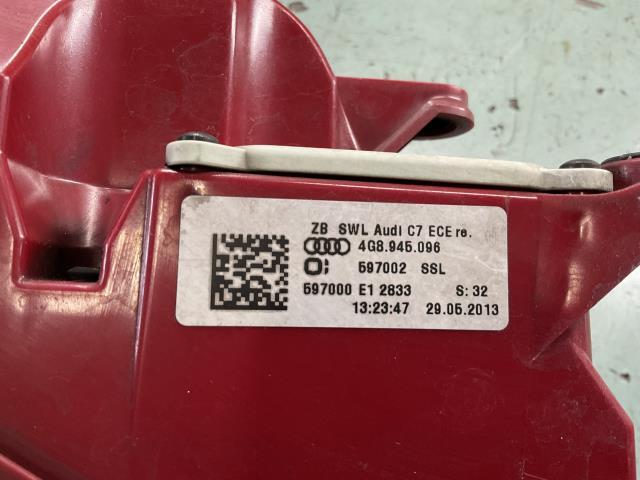 ZB SWL Audi C7 ECE re.
4G8.945.096
597002 SSL
597000 E1 2833 S: 32
13:23:47 29.05.2013